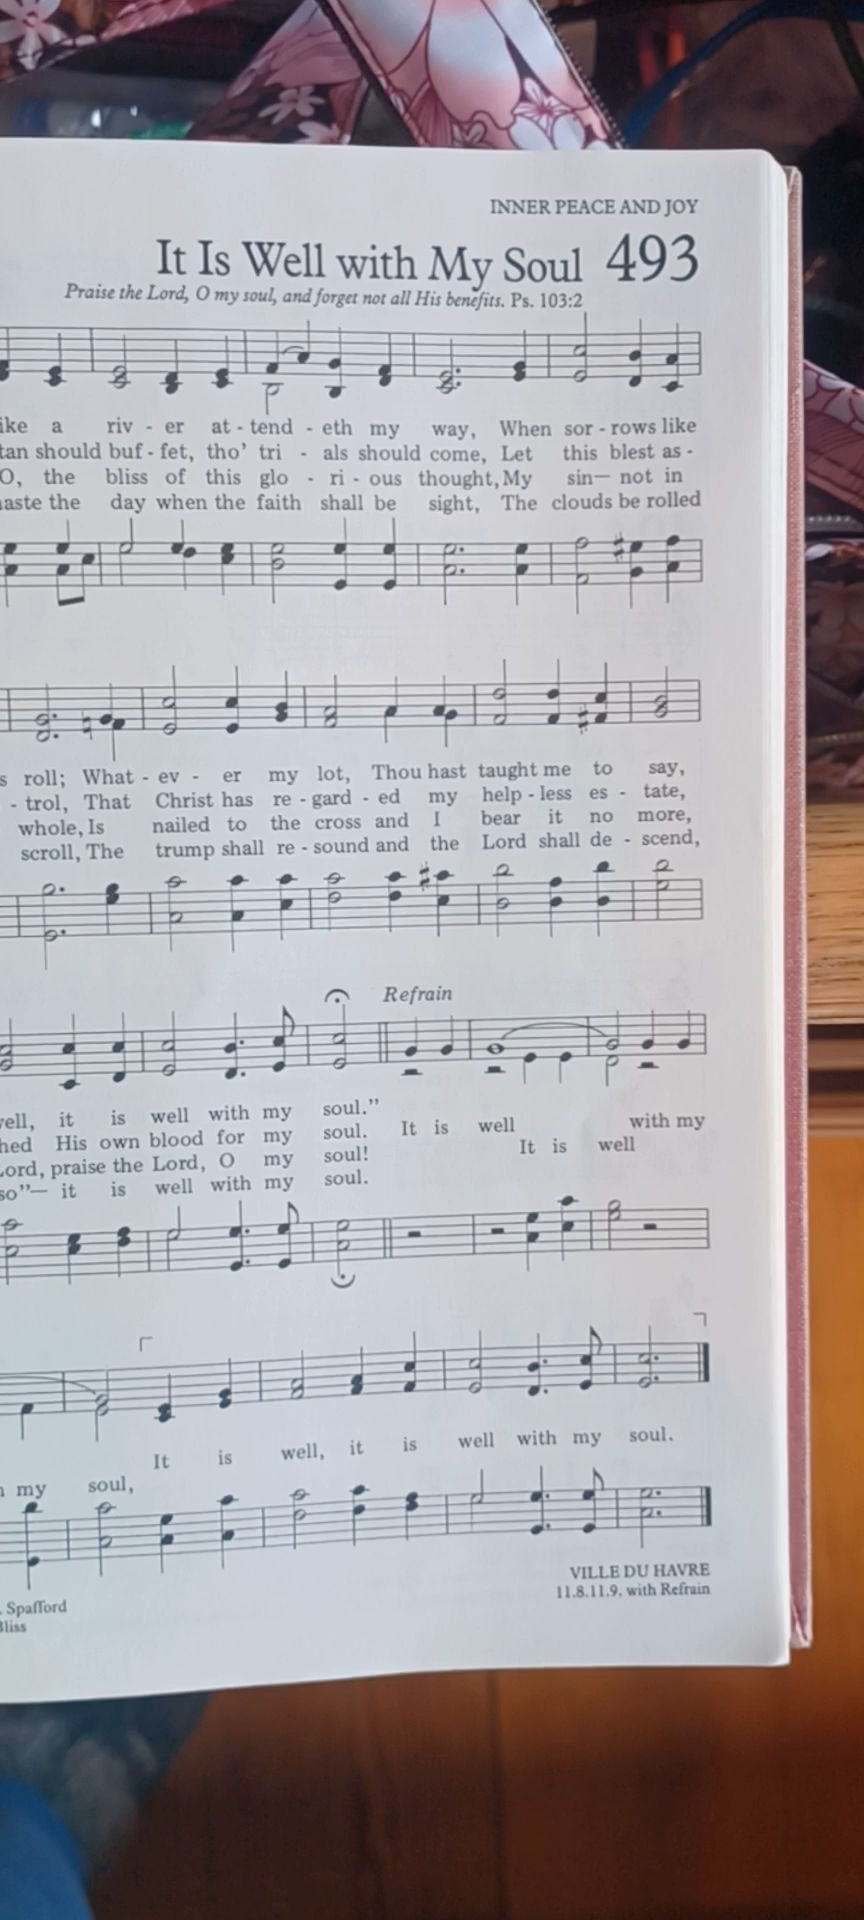 INNER PEACE AND JOY
It Is Well with My Soul 493
Praise the Lord, O my soul, and forget not all His benefits. Ps. 103:2
a riv - er at - tend - eth my way, When sor - rows like
should buf - fet, tho' tri - als should come, Let this blest as -
O, the bliss of this glo - ri - ous thought, My sin— not in
the day when the faith shall be sight, The clouds be rolled
roll; What - ev - er my lot, Thou hast taught me to say,
- trol, That Christ has re - gard - ed my help - less es - tate,
whole, Is nailed to the cross and I bear it no more,
scroll, The trump shall re - sound and the Lord shall de - scend,
Refrain
it is well with my soul.” It is well with my
His own blood for my soul. It is well
praise the Lord, O my soul!
it is well with my soul.
It is well, it is well with my soul.
my soul,
VILLE DU HAVRE
11.8.11.9. with Refrain
Spafford
Bliss